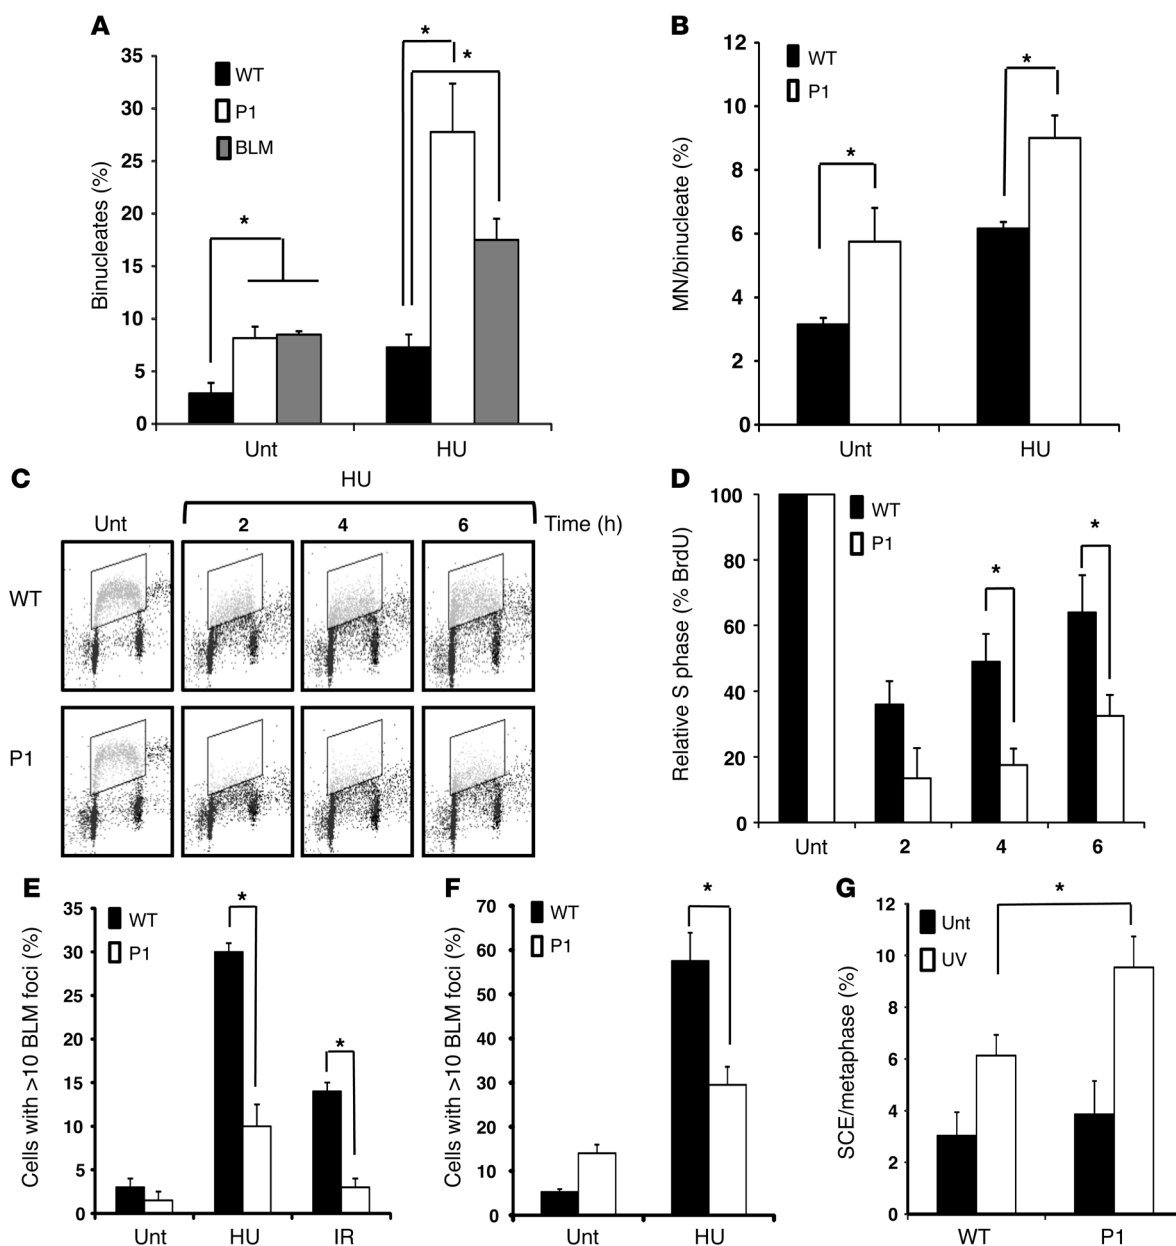 A
Binucleates (%)
35
30
25
20
15
10
5
0
WT
P1
BLM
*
*
*
Unt
HU
B
MN/binucleate (%)
12
10
8
6
4
2
0
WT
P1
*
*
Unt
HU
C
HU
Unt
2
4
6
Time (h)
WT
P1
D
Relative S phase (% BrdU)
100
80
60
40
20
0
WT
P1
*
*
Unt
2
4
6
E
Cells with >10 BLM foci (%)
35
30
25
20
15
10
5
0
WT
P1
*
*
Unt
HU
IR
F
Cells with >10 BLM foci (%)
70
60
50
40
30
20
10
0
WT
P1
*
Unt
HU
G
SCE/metaphase (%)
12
10
8
6
4
2
0
Unt
UV
*
WT
P1